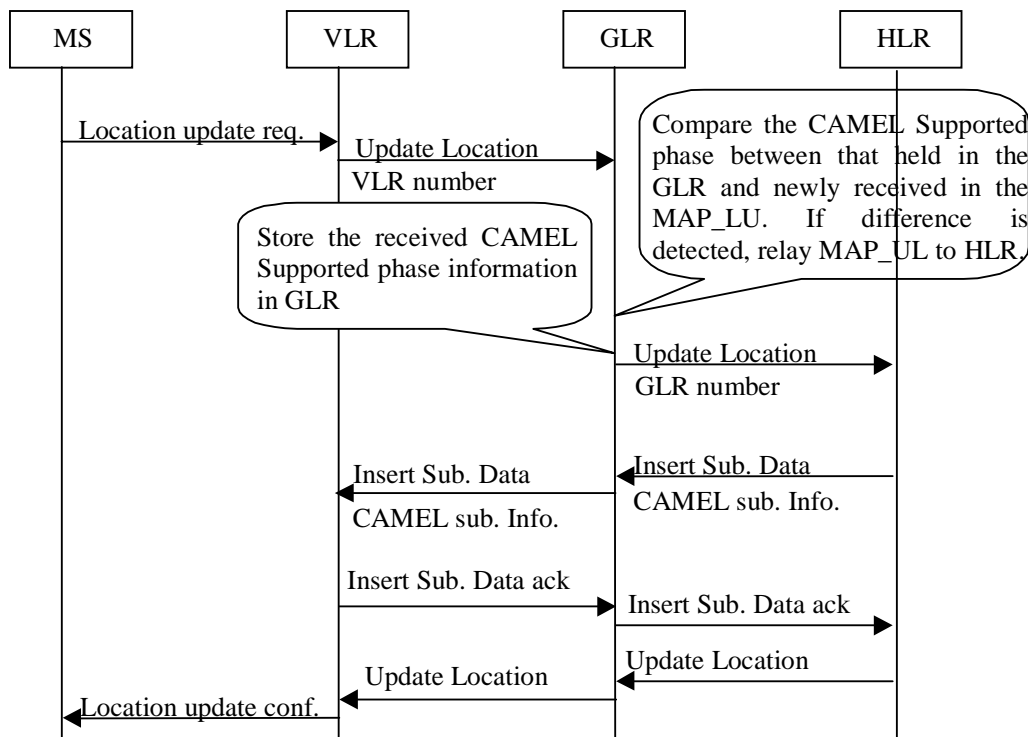 MS
VLR
GLR
HLR
Location update req.
Update Location
VLR number
Compare the CAMEL Supported
phase between that held in the
GLR and newly received in the
MAP_LU. If difference is
detected, relay MAP_UL to HLR.
Store the received CAMEL
Supported phase information
in GLR
Update Location
GLR number
Insert Sub. Data
CAMEL sub. Info.
Insert Sub. Data
CAMEL sub. Info.
Insert Sub. Data ack
Insert Sub. Data ack
Update Location
Update Location
Location update conf.